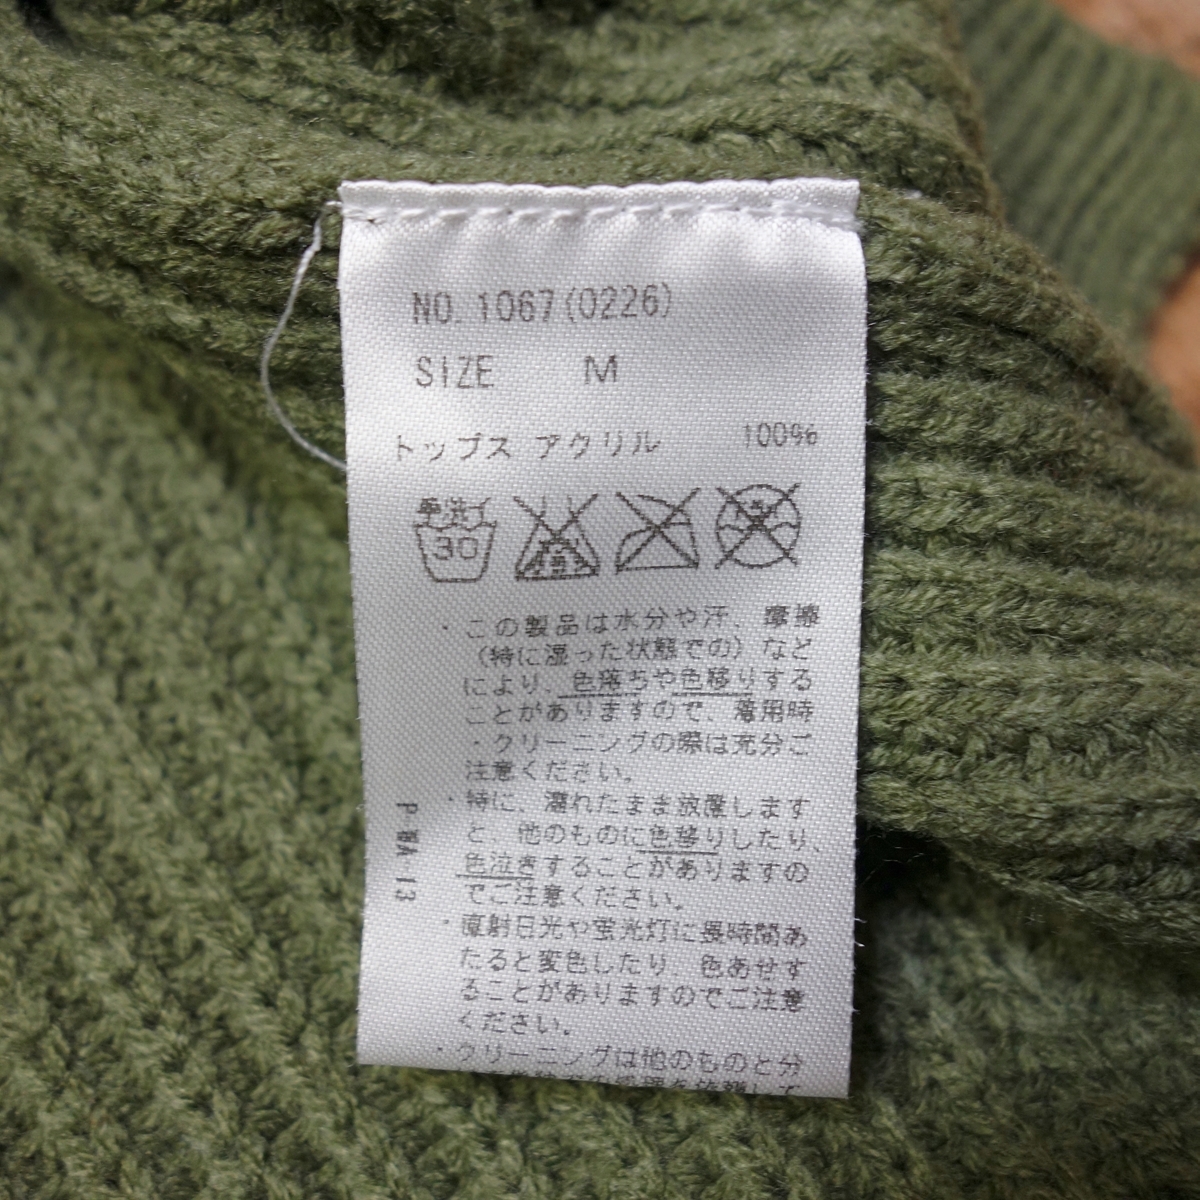 NO. 1067(0226)
SIZE M
トップス アクリル 100%
手洗イ
30
・この製品は水分や汗、摩擦
(特に湿った状態での)など
により、色落ちや色移りする
ことがありますので、着用時
・クリーニングの際は充分ご
注意ください。
・特に、濡れたまま放置します
と、他のものに色移りしたり、
色泣きすることがありますの
でご注意ください。
・直射日光や蛍光灯に長時間あ
たると変色したり、色あせす
ることがありますのでご注意
ください。
・クリーニングは他のものと分